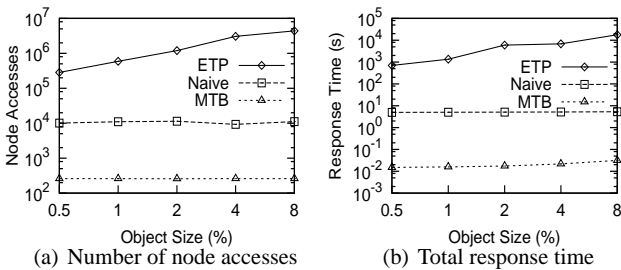 10^7
10^6
10^5
10^4
10^3
10^2
Node Accesses
ETP
Naive
MTB
0.5 1 2 4 8
Object Size (%)
(a) Number of node accesses
10^5
10^4
10^3
10^2
10^1
10^0
10^-1
10^-2
10^-3
Response Time (s)
ETP
Naive
MTB
0.5 1 2 4 8
Object Size (%)
(b) Total response time